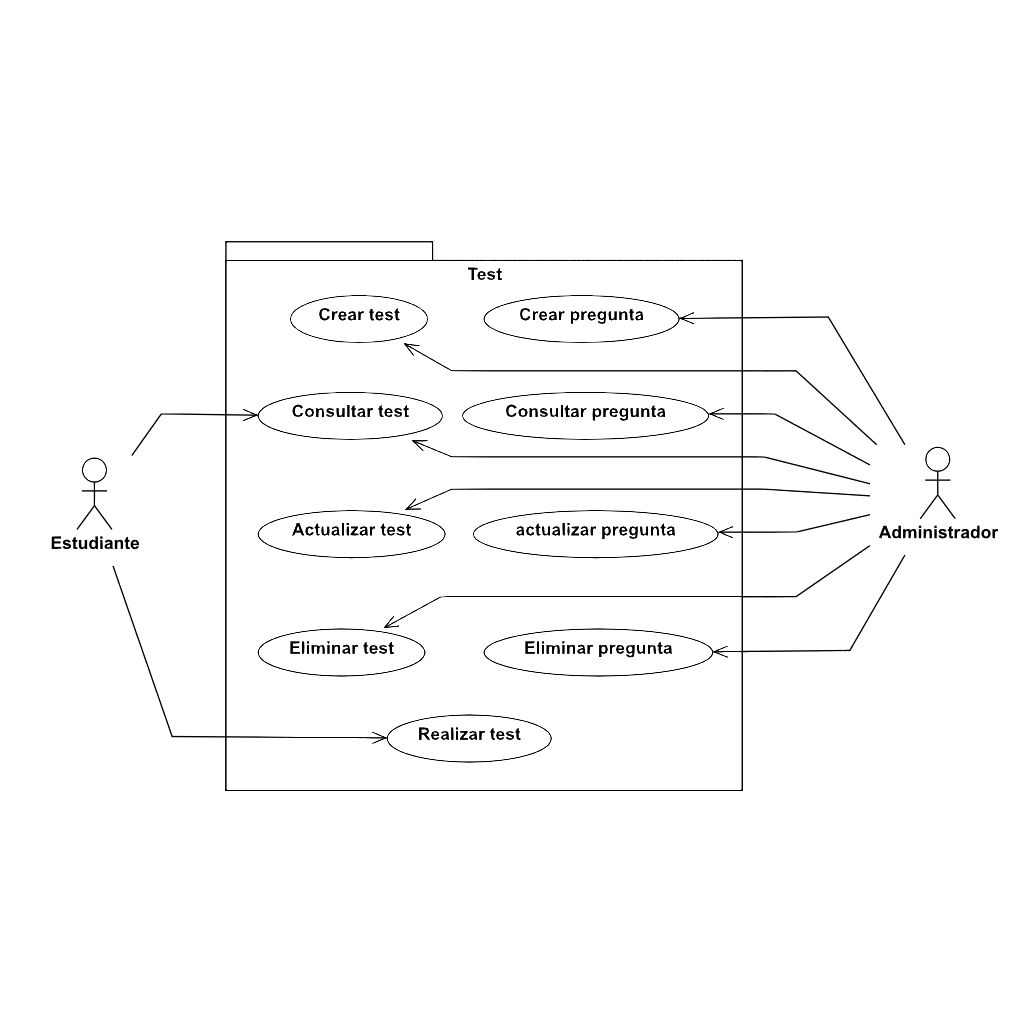 Test
Crear test
Crear pregunta
Consultar test
Consultar pregunta
Actualizar test
actualizar pregunta
Estudiante
Administrador
Eliminar test
Eliminar pregunta
Realizar test